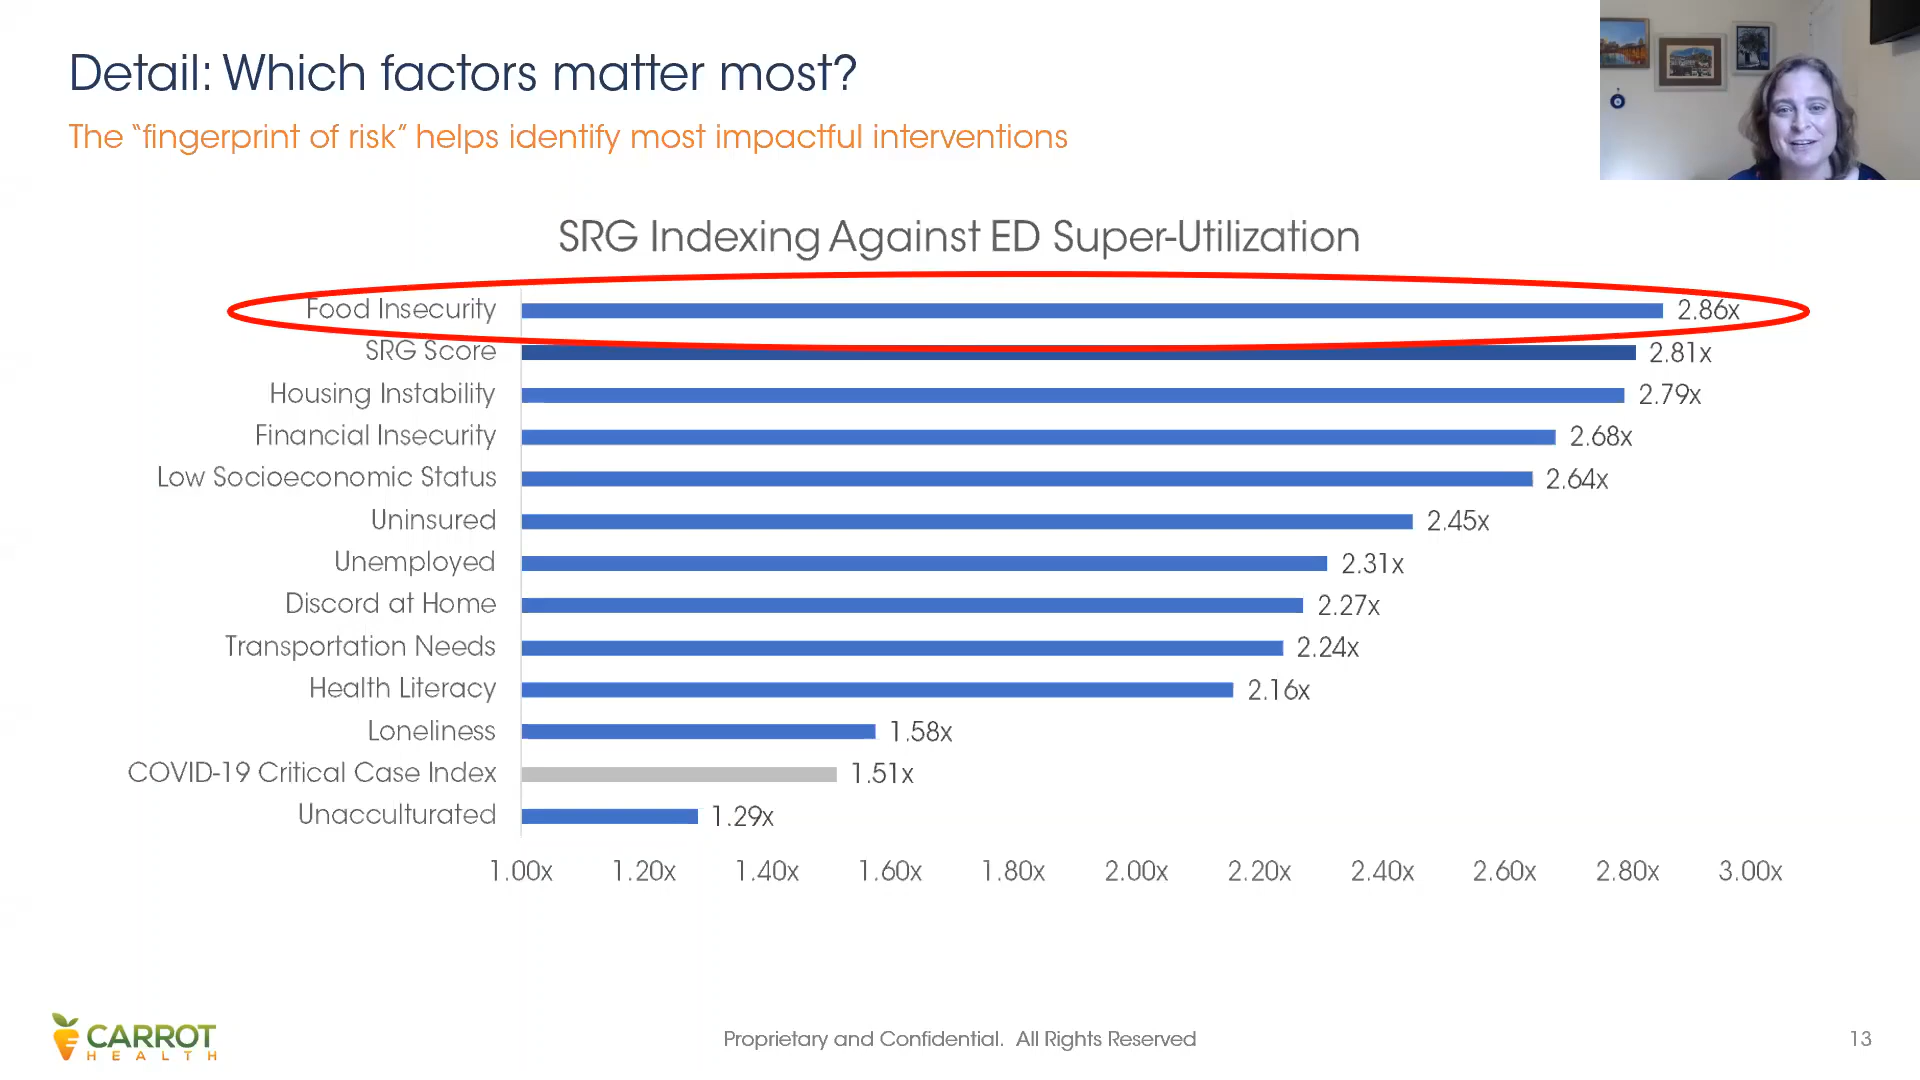 Detail: Which factors matter most?
The “fingerprint of risk” helps identify most impactful interventions
SRG Indexing Against ED Super-Utilization
Food Insecurity 2.86x
SRG Score 2.81x
Housing Instability 2.79x
Financial Insecurity 2.68x
Low Socioeconomic Status 2.64x
Uninsured 2.45x
Unemployed 2.31x
Discord at Home 2.27x
Transportation Needs 2.24x
Health Literacy 2.16x
Loneliness 1.58x
COVID-19 Critical Case Index 1.51x
Unacculturated 1.29x
1.00x 1.20x 1.40x 1.60x 1.80x 2.00x 2.20x 2.40x 2.60x 2.80x 3.00x
CARROT
HEALTH
Proprietary and Confidential. All Rights Reserved
13